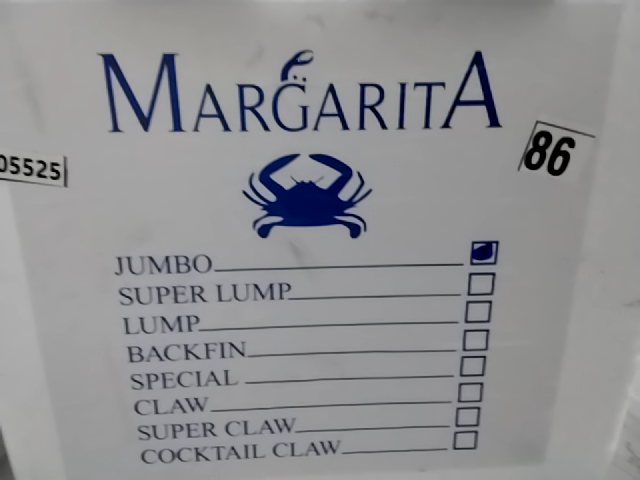 MARGARITA
05525
86
JUMBO
SUPER LUMP
LUMP
BACKFIN
SPECIAL
CLAW
SUPER CLAW
COCKTAIL CLAW